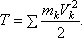 T = Σ m_k V_k^2 / 2.